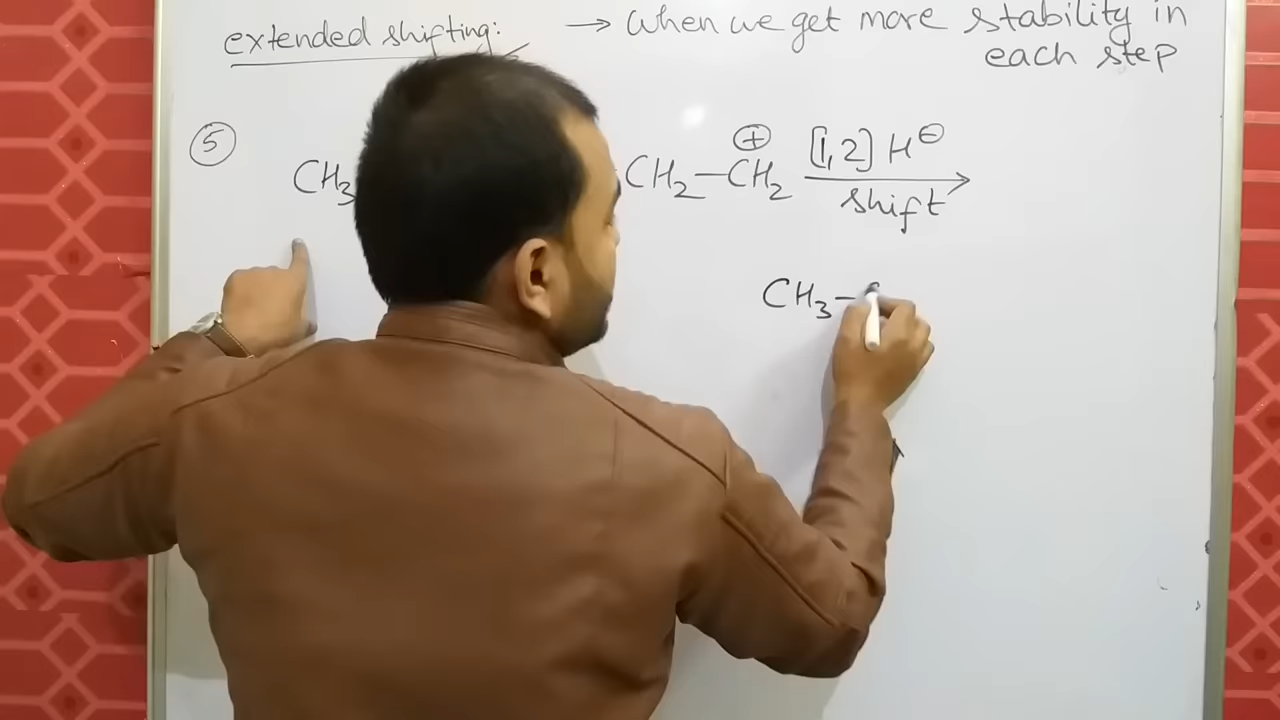 extended shifting: → When we get more stability in
each step
⑤ CH₃ CH₂–CH₂ ⊕ [1,2] H⊖
shift
CH₃–